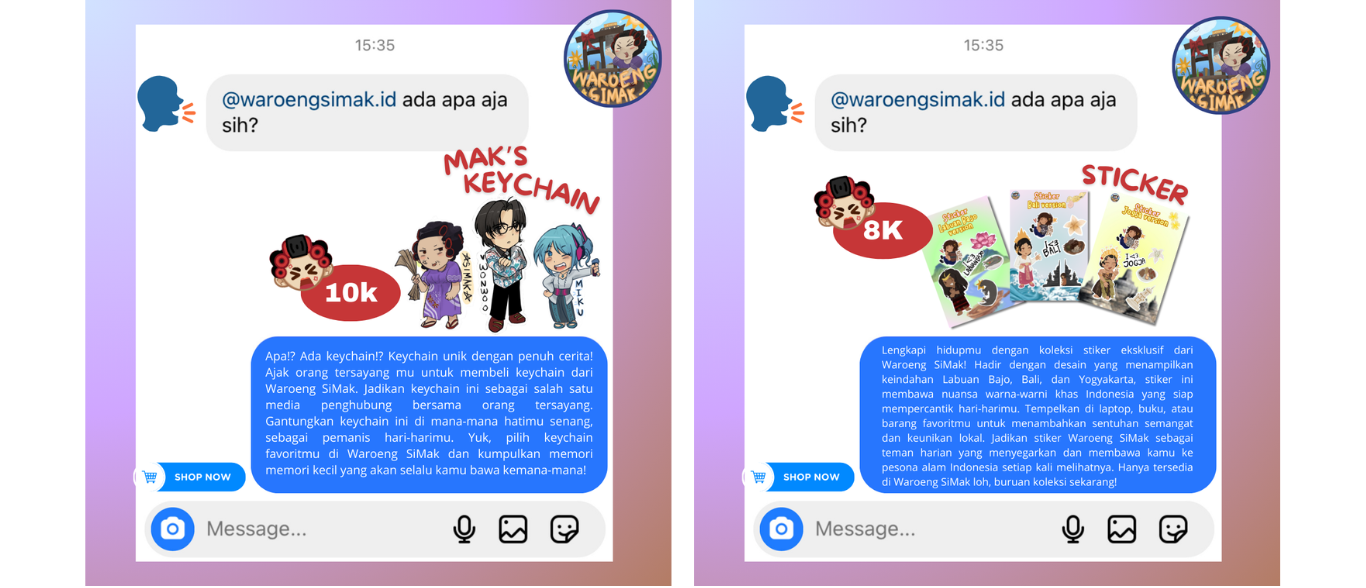 15:35
WAROENG
SIMAK
@waroengsimak.id ada apa aja
sih?
MAK'S
KEYCHAIN
10k
SIMAK
WONWOO
MIKU
Apa!? Ada keychain!? Keychain unik dengan penuh cerita!
Ajak orang tersayang mu untuk membeli keychain dari
Waroeng SiMak. Jadikan keychain ini sebagai salah satu
media penghubung bersama orang tersayang.
Gantungkan keychain ini di mana-mana hatimu senang,
sebagai pemanis hari-harimu. Yuk, pilih keychain
favoritmu di Waroeng SiMak dan kumpulkan memori
memori kecil yang akan selalu kamu bawa kemana-mana!
SHOP NOW
Message...
15:35
WAROENG
SIMAK
@waroengsimak.id ada apa aja
sih?
STICKER
8K
Sticker
Labuan Bajo
version
Sticker
Bali version
BALI
Sticker
Jogja version
JOGJA
Lengkapi hidupmu dengan koleksi stiker eksklusif dari
Waroeng SiMak! Hadir dengan desain yang menampilkan
keindahan Labuan Bajo, Bali, dan Yogyakarta, stiker ini
membawa nuansa warna-warni khas Indonesia yang siap
mempercantik hari-harimu. Tempelkan di laptop, buku, atau
barang favoritmu untuk menambahkan sentuhan semangat
dan keunikan lokal. Jadikan stiker Waroeng SiMak sebagai
teman harian yang menyegarkan dan membawa kamu ke
pesona alam Indonesia setiap kali melihatnya. Hanya tersedia
di Waroeng SiMak loh, buruan koleksi sekarang!
SHOP NOW
Message...